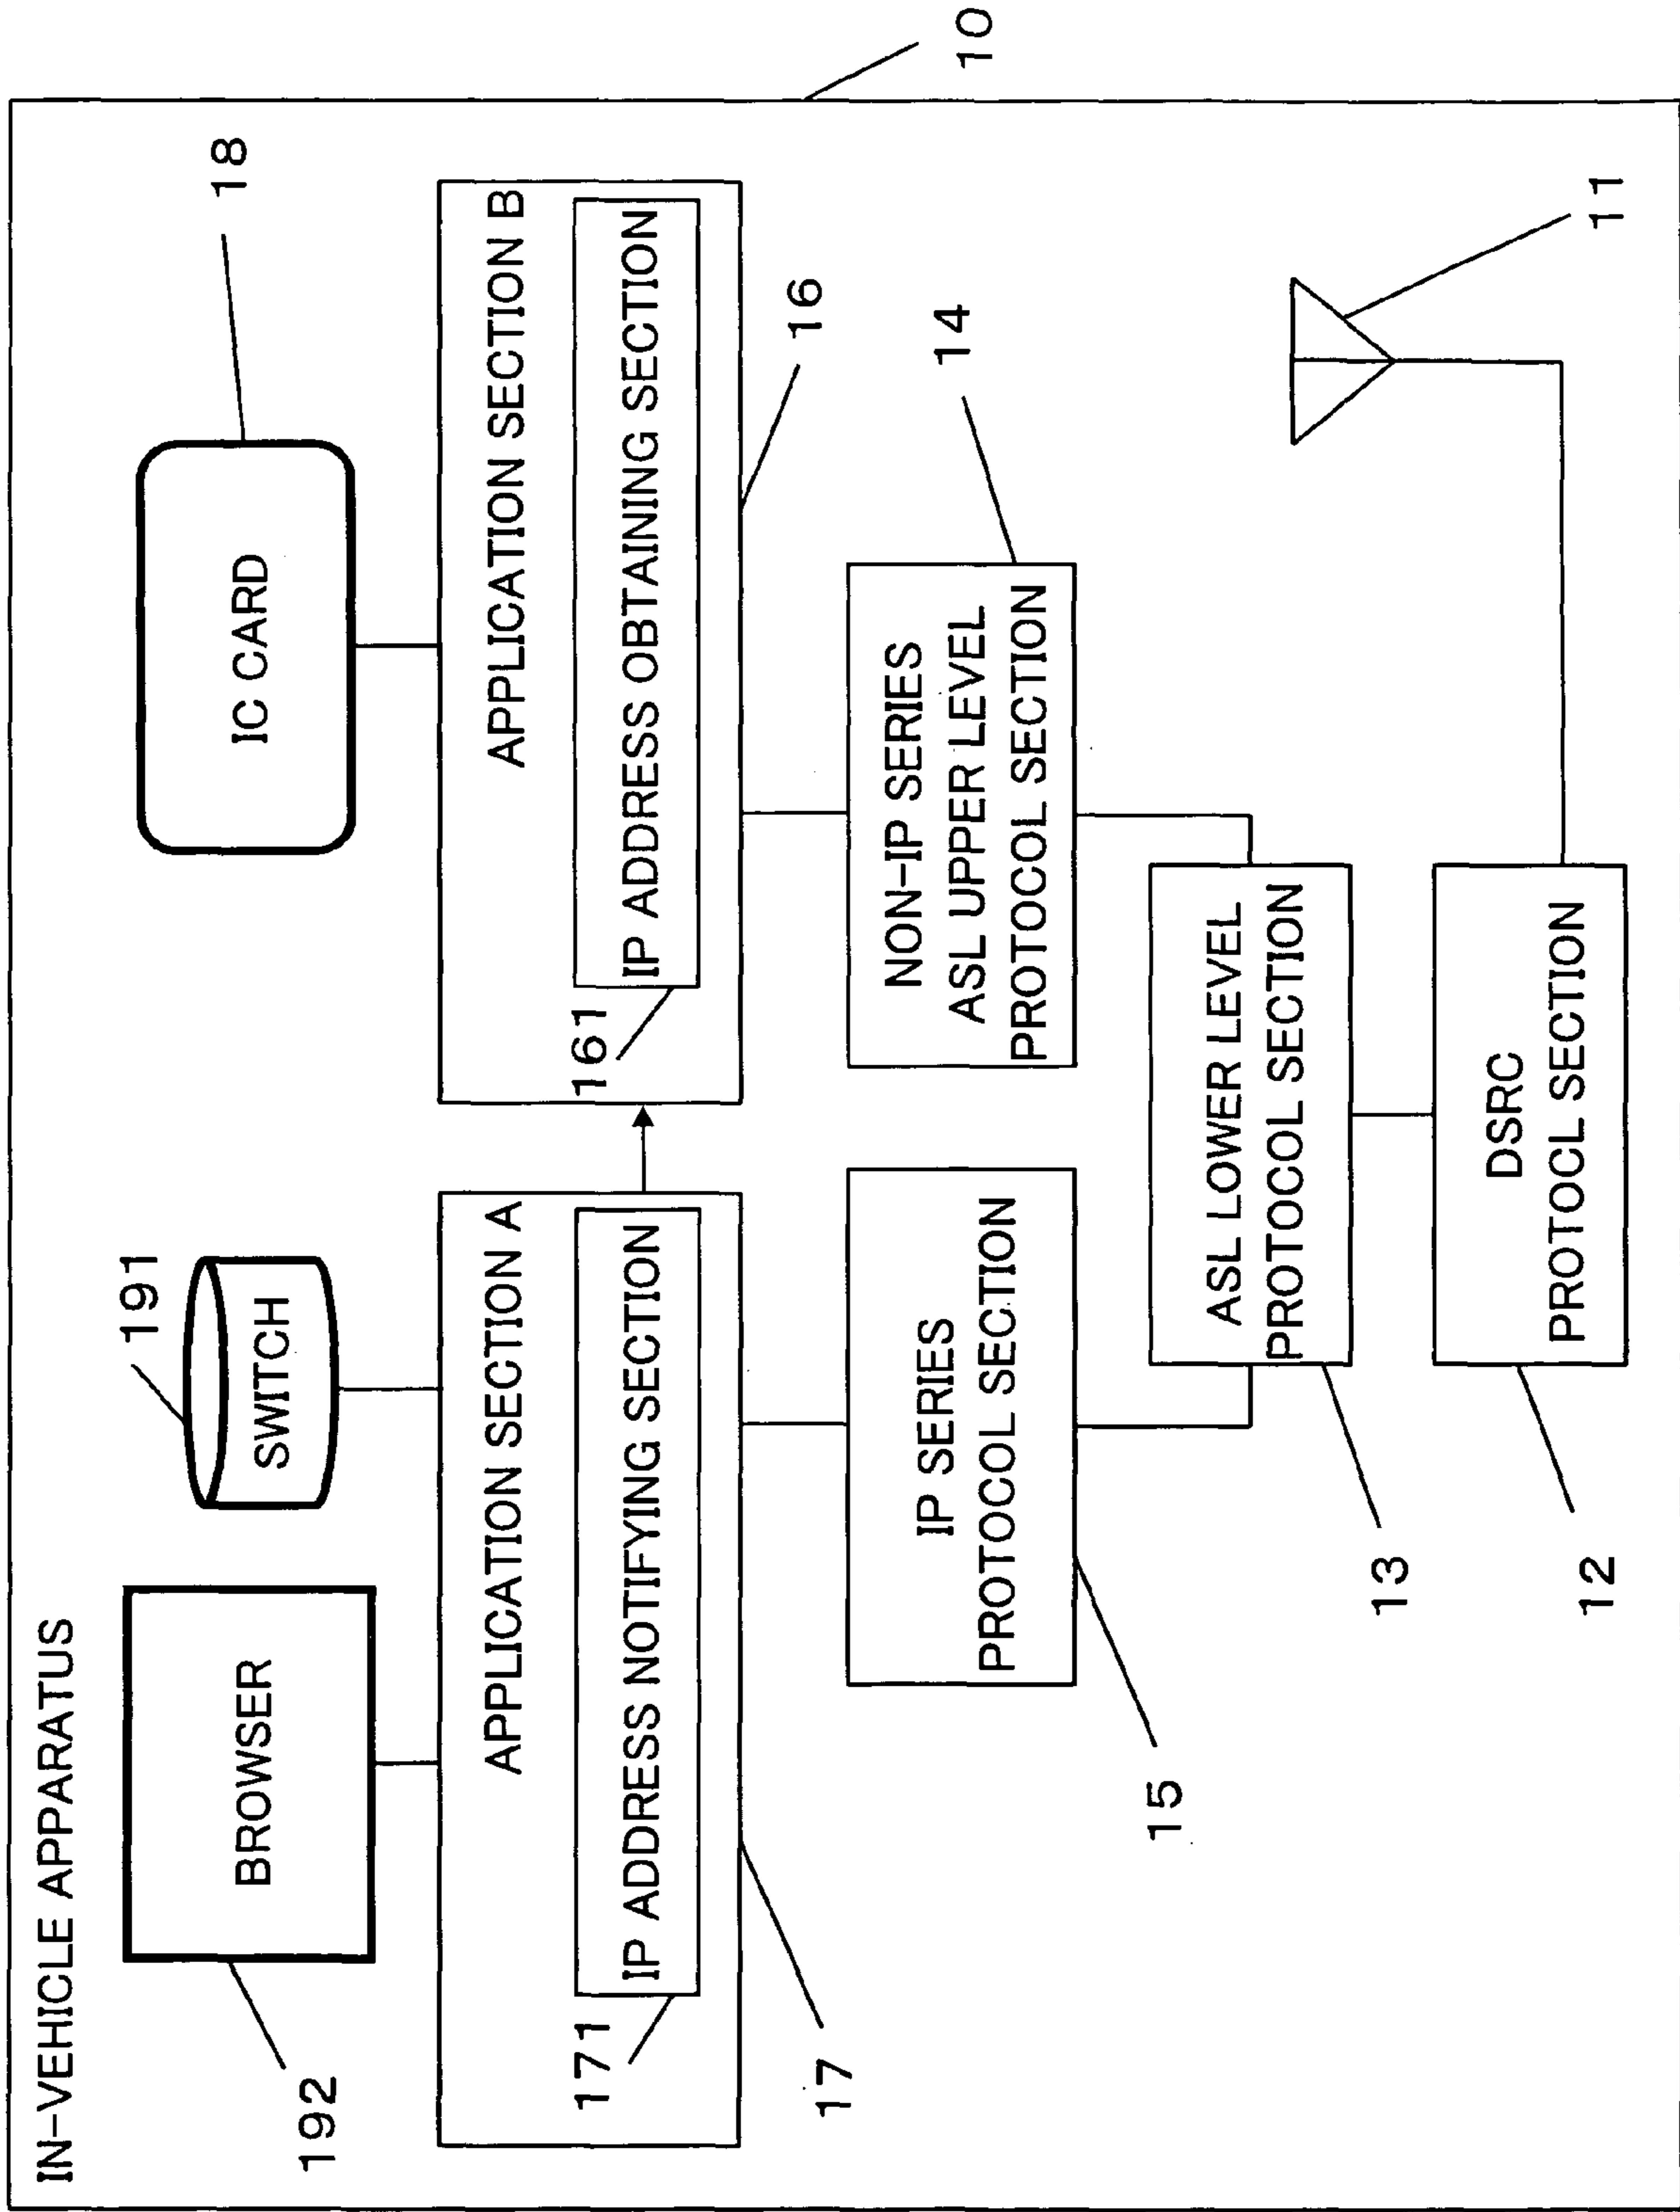 IN-VEHICLE APPARATUS
10
192
BROWSER
191
SWITCH
18
IC CARD
APPLICATION SECTION A
171
IP ADDRESS NOTIFYING SECTION
17
APPLICATION SECTION B
161
IP ADDRESS OBTAINING SECTION
16
IP SERIES
PROTOCOL SECTION
15
NON-IP SERIES
ASL UPPER LEVEL
PROTOCOL SECTION
14
ASL LOWER LEVEL
PROTOCOL SECTION
13
11
DSRC
PROTOCL SECTION
12